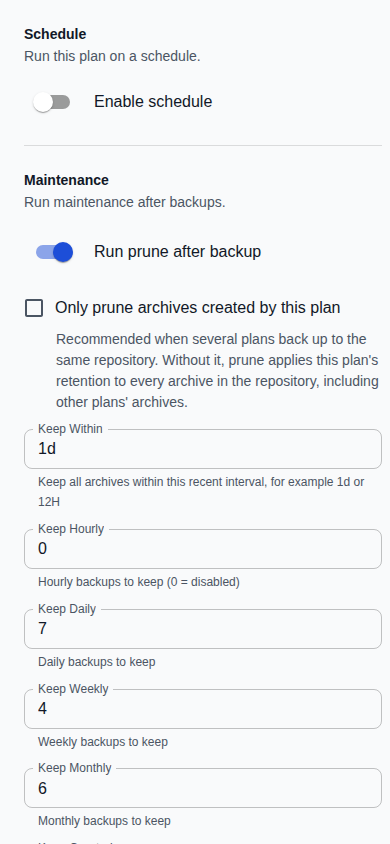 Schedule
Run this plan on a schedule.
Enable schedule
Maintenance
Run maintenance after backups.
Run prune after backup
Only prune archives created by this plan
Recommended when several plans back up to the
same repository. Without it, prune applies this plan's
retention to every archive in the repository, including
other plans' archives.
Keep Within
1d
Keep all archives within this recent interval, for example 1d or
12H
Keep Hourly
0
Hourly backups to keep (0 = disabled)
Keep Daily
7
Daily backups to keep
Keep Weekly
4
Weekly backups to keep
Keep Monthly
6
Monthly backups to keep